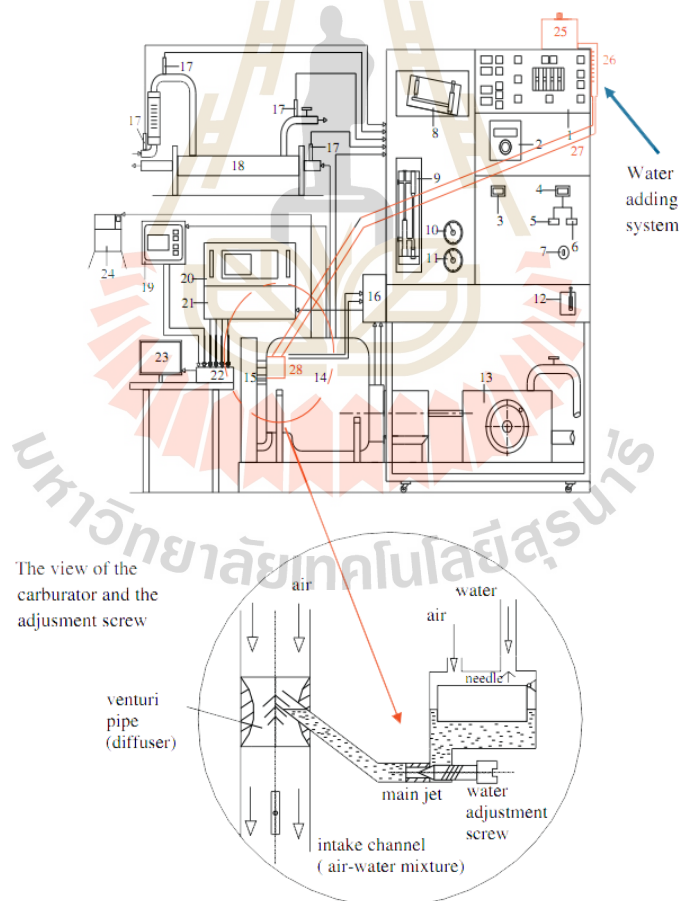 25
26
17
17
17
17
8
1
2
27
18
Water
adding
system
9
3
4
10
5
6
24
19
20
11
7
21
16
12
23
22
15
28
14
13
มหาวิทยาลัยเทคโนโลยีสุรนารี
The view of the
carburator and the
adjusment screw
air
water
air
needle
venturi
pipe
(diffuser)
main jet
water
adjustment
screw
intake channel
( air-water mixture)